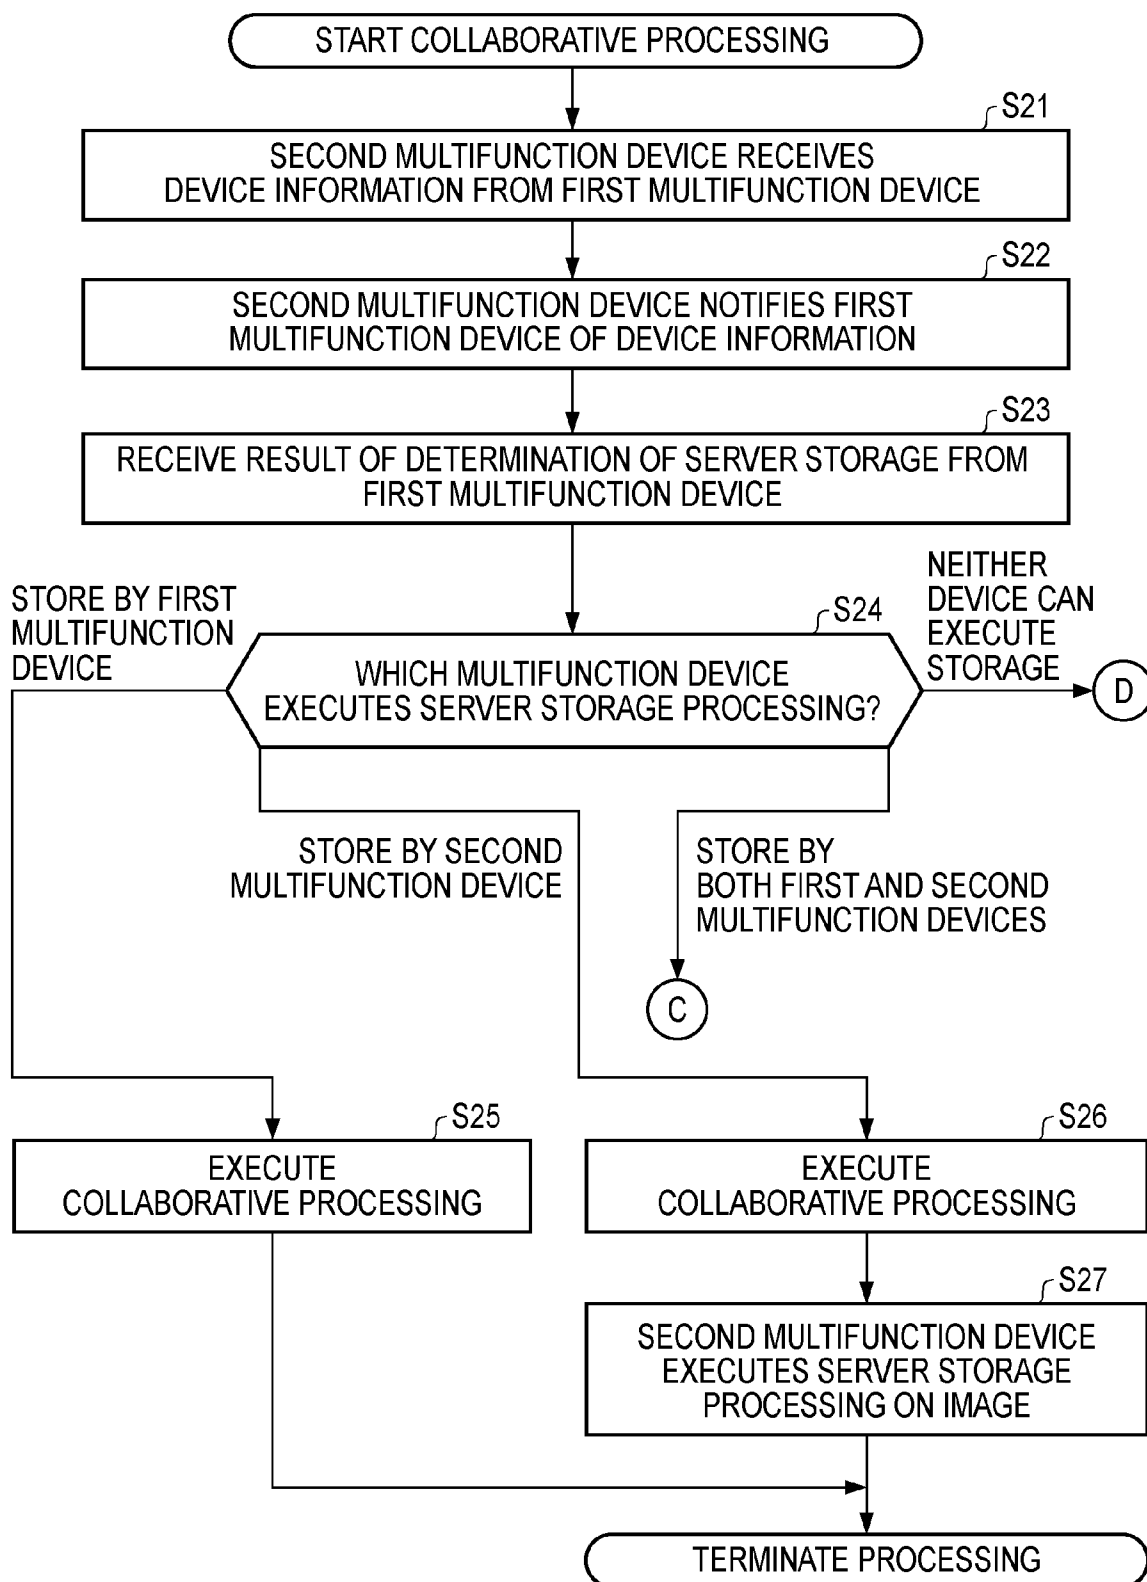 START COLLABORATIVE PROCESSING
S21
SECOND MULTIFUNCTION DEVICE RECEIVES
DEVICE INFORMATION FROM FIRST MULTIFUNCTION DEVICE
S22
SECOND MULTIFUNCTION DEVICE NOTIFIES FIRST
MULTIFUNCTION DEVICE OF DEVICE INFORMATION
S23
RECEIVE RESULT OF DETERMINATION OF SERVER STORAGE FROM
FIRST MULTIFUNCTION DEVICE
STORE BY FIRST
MULTIFUNCTION
DEVICE
S24
WHICH MULTIFUNCTION DEVICE
EXECUTES SERVER STORAGE PROCESSING?
NEITHER
DEVICE CAN
EXECUTE
STORAGE
D
STORE BY SECOND
MULTIFUNCTION DEVICE
STORE BY
BOTH FIRST AND SECOND
MULTIFUNCTION DEVICES
C
S25
EXECUTE
COLLABORATIVE PROCESSING
S26
EXECUTE
COLLABORATIVE PROCESSING
S27
SECOND MULTIFUNCTION DEVICE
EXECUTES SERVER STORAGE
PROCESSING ON IMAGE
TERMINATE PROCESSING